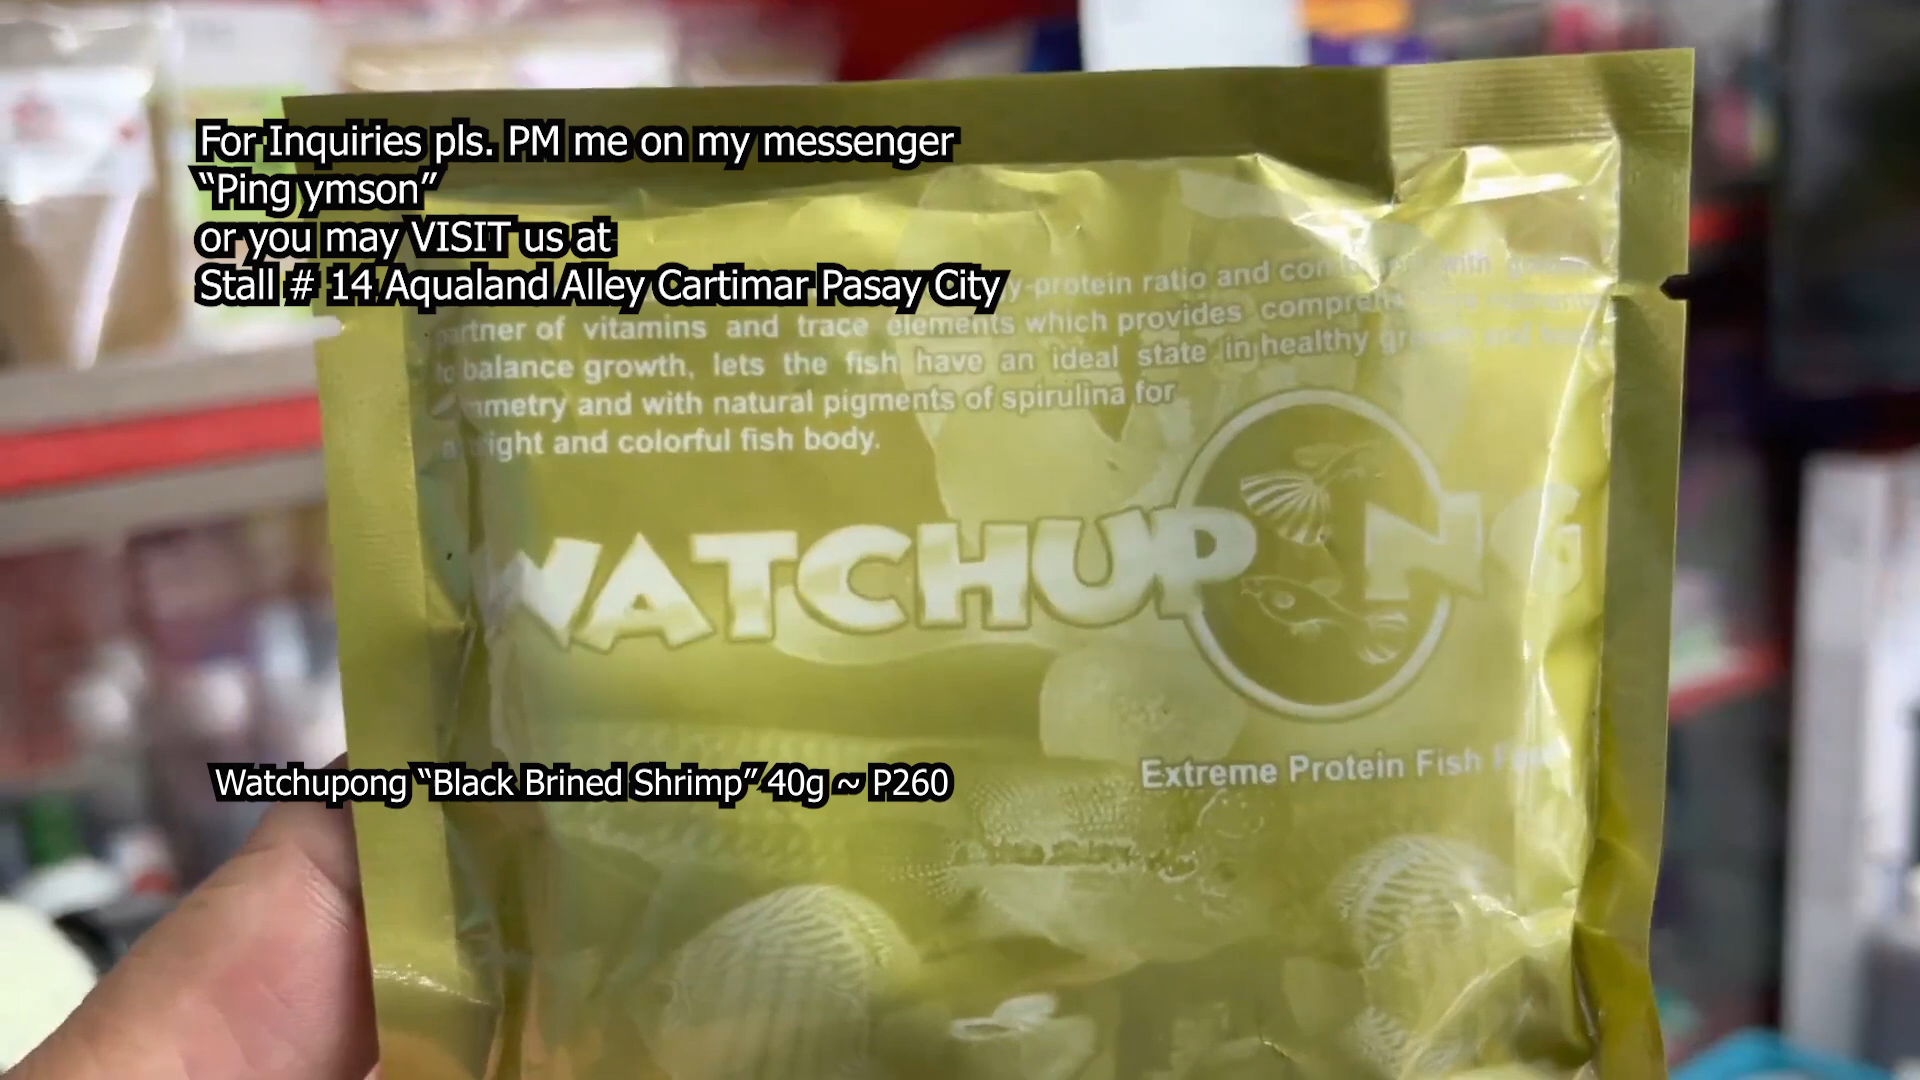 For Inquiries pls. PM me on my messenger
“Ping ymson”
or you may VISIT us at
Stall # 14 Aqualand Alley Cartimar Pasay City
y-protein ratio and with
of vitamins and trace elements which provides
balance growth, lets the fish have an ideal state in healthy
and with natural pigments of spirulina for
and colorful fish body.
WATCHUPONG
Extreme Protein Fish
Watchupong “Black Brined Shrimp” 40g ~ P260